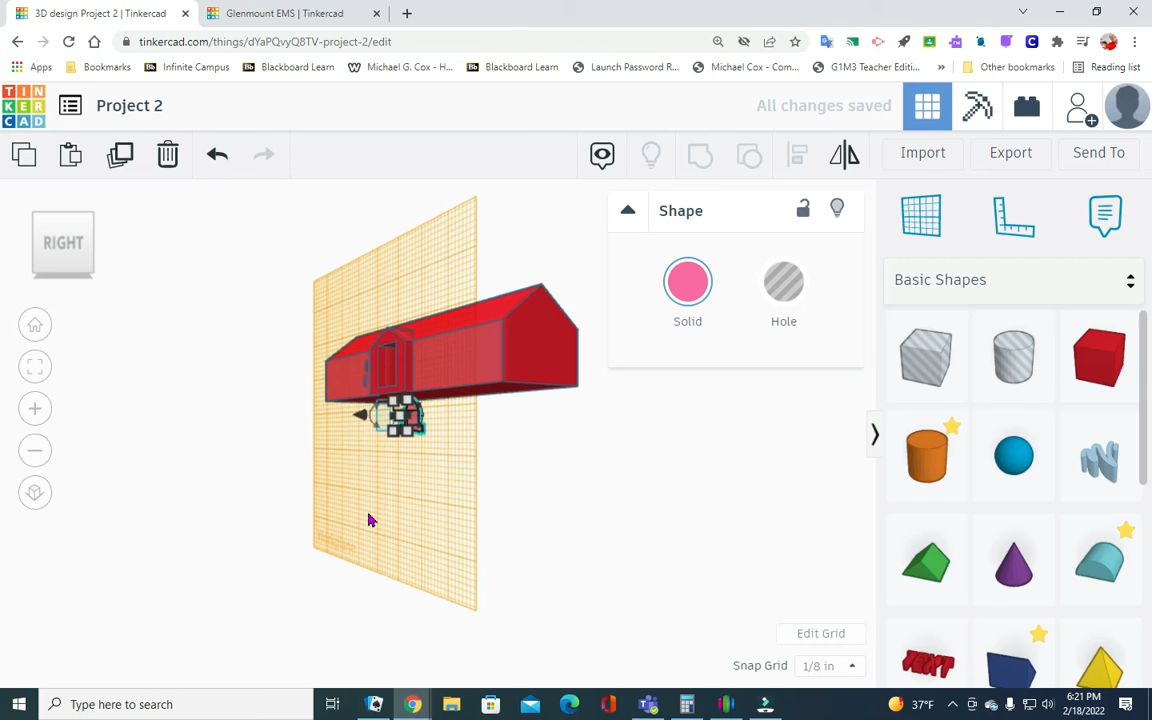 3D design Project 2 | Tinkercad
Glenmount EMS | Tinkercad
tinkercad.com/things/dYaPQvyQ8TV-project-2/edit
Apps
Bookmarks
Infinite Campus
Blackboard Learn
Michael G. Cox - H...
Blackboard Learn
Launch Password R...
Michael Cox - Com...
G1M3 Teacher Editi...
»
Other bookmarks
Reading list
TIN
KER
CAD
Project 2
All changes saved
Import
Export
Send To
RIGHT
Shape
Solid
Hole
Basic Shapes
TEXT
Edit Grid
Snap Grid
1/8 in
Type here to search
37°F
6:21 PM
2/18/2022